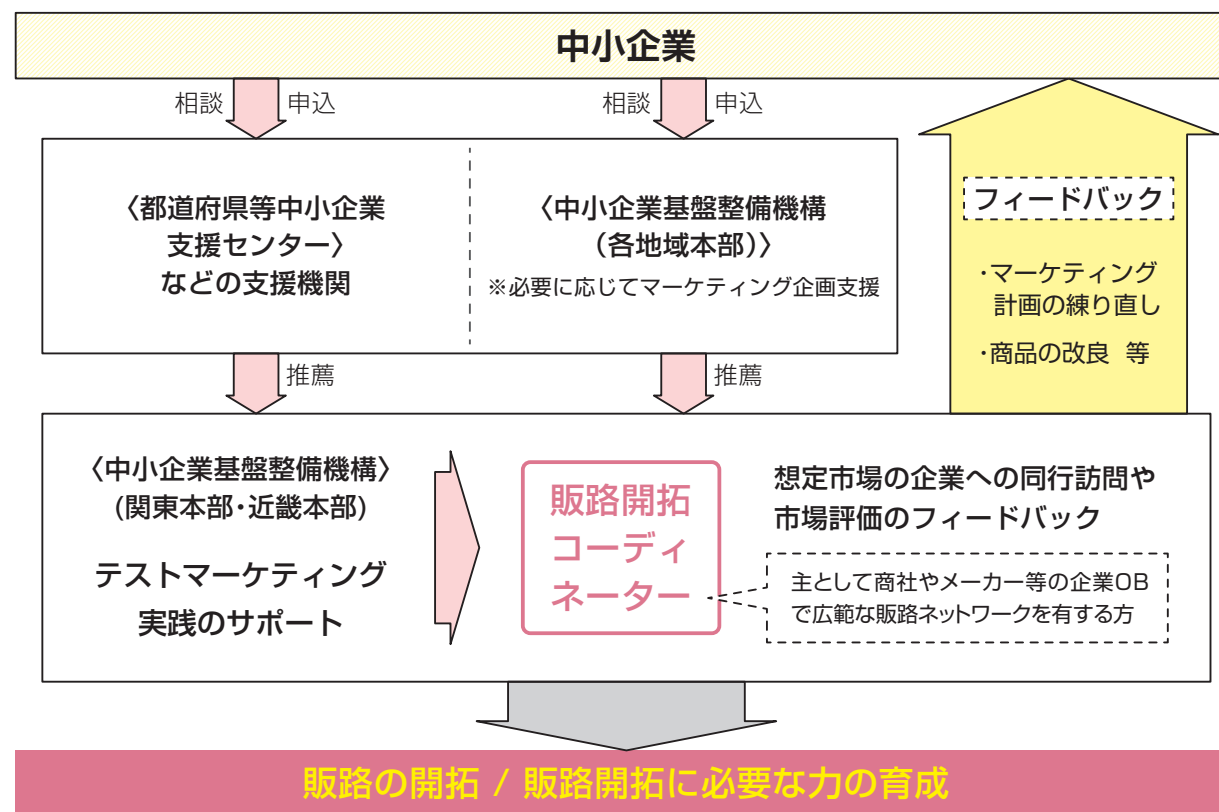 中小企業
相談 申込
相談 申込
〈都道府県等中小企業
支援センター〉
などの支援機関
〈中小企業基盤整備機構
（各地域本部）〉
※必要に応じてマーケティング企画支援
フィードバック
・マーケティング
計画の練り直し
・商品の改良 等
推薦
推薦
〈中小企業基盤整備機構〉
(関東本部・近畿本部)
テストマーケティング
実践のサポート
販路開拓
コーディ
ネーター
想定市場の企業への同行訪問や
市場評価のフィードバック
主として商社やメーカー等の企業OB
で広範な販路ネットワークを有する方
販路の開拓 / 販路開拓に必要な力の育成